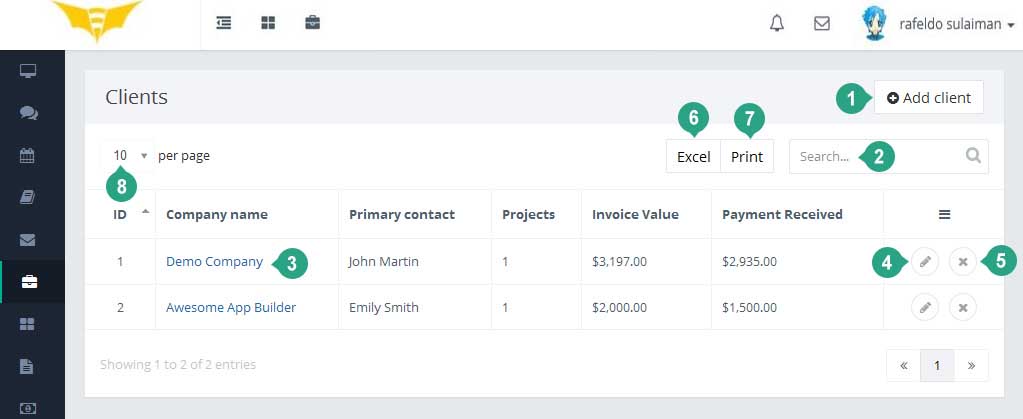 rafeldo sulaiman
Clients
1
Add client
6
7
10
per page
Excel
Print
Search...
2
8
ID
Company name
Primary contact
Projects
Invoice Value
Payment Received
1
Demo Company
3
John Martin
1
$3,197.00
$2,935.00
4
5
2
Awesome App Builder
Emily Smith
1
$2,000.00
$1,500.00
Showing 1 to 2 of 2 entries
«
1
»